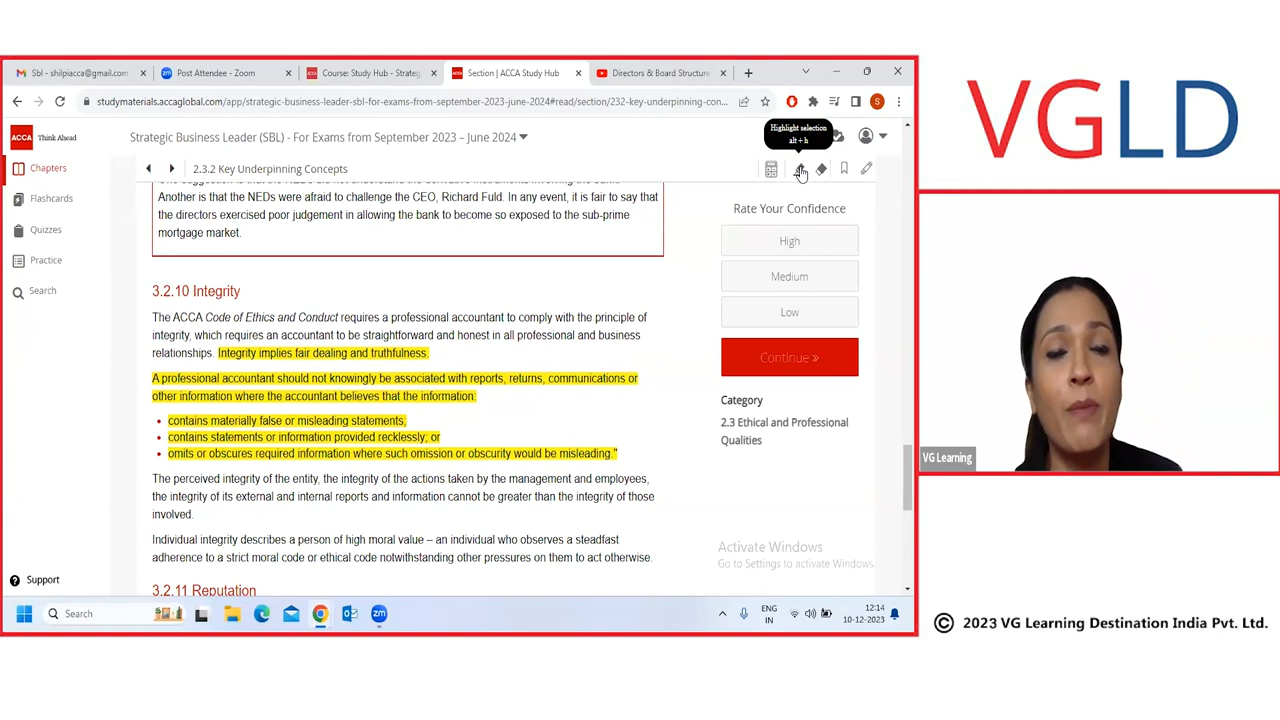 Sbl - shilpiacca@gmail.com
Post Attendee - Zoom
Course: Study Hub - Strateg
Section | ACCA Study Hub
Directors & Board Structure
studymaterials.accaglobal.com/app/strategic-business-leader-sbl-for-exams-from-september-2023-june-2024#read/section/232-key-underpinning-con...
S
ACCA
Think Ahead
Strategic Business Leader (SBL) - For Exams from September 2023 – June 2024
Highlight selection
alt + h
Chapters
Flashcards
Quizzes
Practice
Search
2.3.2 Key Underpinning Concepts
Another is that the NEDs were afraid to challenge the CEO, Richard Fuld. In any event, it is fair to say that
the directors exercised poor judgement in allowing the bank to become so exposed to the sub-prime
mortgage market.
3.2.10 Integrity
The ACCA Code of Ethics and Conduct requires a professional accountant to comply with the principle of
integrity, which requires an accountant to be straightforward and honest in all professional and business
relationships. Integrity implies fair dealing and truthfulness.
A professional accountant should not knowingly be associated with reports, returns, communications or
other information where the accountant believes that the information:
• contains materially false or misleading statements;
• contains statements or information provided recklessly; or
• omits or obscures required information where such omission or obscurity would be misleading."
The perceived integrity of the entity, the integrity of the actions taken by the management and employees,
the integrity of its external and internal reports and information cannot be greater than the integrity of those
involved.
Individual integrity describes a person of high moral value – an individual who observes a steadfast
adherence to a strict moral code or ethical code notwithstanding other pressures on them to act otherwise.
3.2.11 Reputation
Rate Your Confidence
High
Medium
Low
Continue »
Category
2.3 Ethical and Professional
Qualities
Activate Windows
Go to Settings to activate Windows.
Support
Search
ENG
IN
12:14
10-12-2023
VGLD
VG Learning
© 2023 VG Learning Destination India Pvt. Ltd.